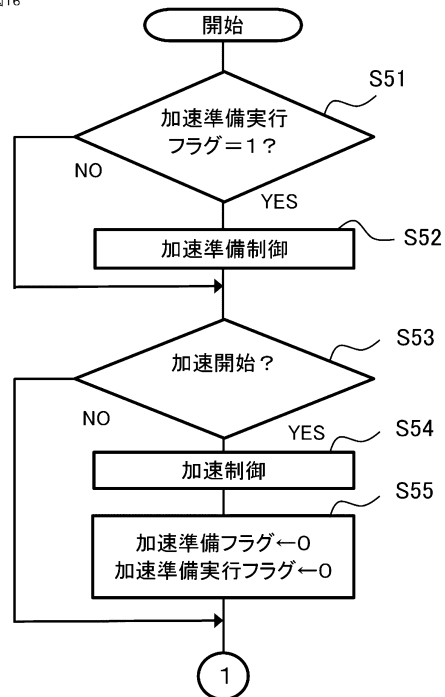 開始
S51
加速準備実行
フラグ＝1？
NO
YES
S52
加速準備制御
S53
加速開始？
NO
YES
S54
加速制御
S55
加速準備フラグ←0
加速準備実行フラグ←0
1